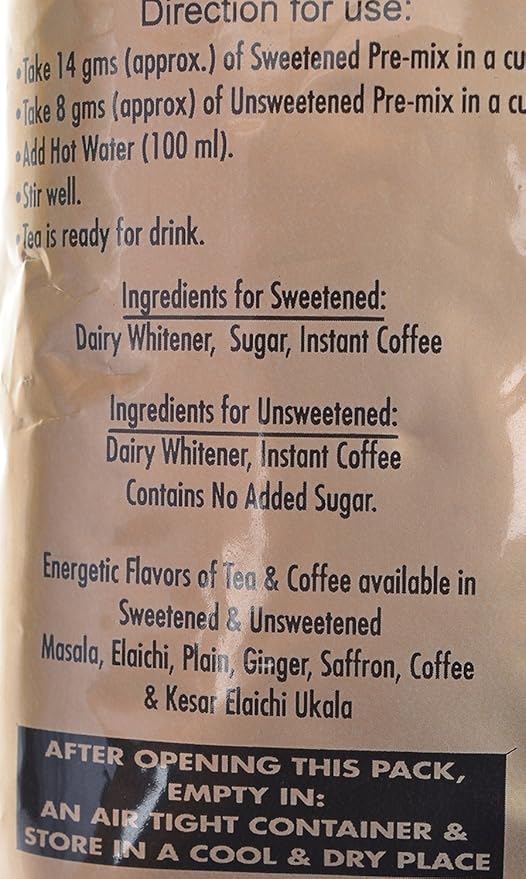 Direction for use:
•Take 14 gms (approx.) of Sweetened Pre-mix in a cu
•Take 8 gms (approx) of Unsweetened Pre-mix in a cu
•Add Hot Water (100 ml).
•Stir well.
•Tea is ready for drink.
Ingredients for Sweetened:
Dairy Whitener, Sugar, Instant Coffee
Ingredients for Unsweetened:
Dairy Whitener, Instant Coffee
Contains No Added Sugar.
Energetic Flavors of Tea & Coffee available in
Sweetened & Unsweetened
Masala, Elaichi, Plain, Ginger, Saffron, Coffee
& Kesar Elaichi Ukala
AFTER OPENING THIS PACK,
EMPTY IN:
AN AIR TIGHT CONTAINER &
STORE IN A COOL & DRY PLACE